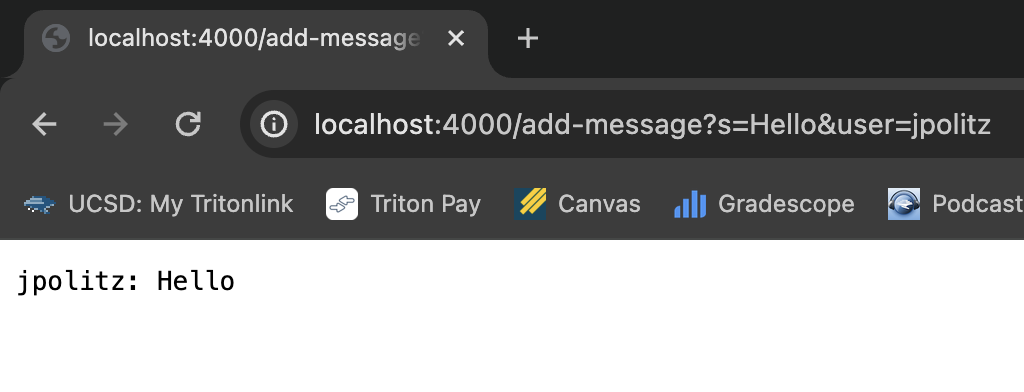 localhost:4000/add-message
localhost:4000/add-message?s=Hello&user=jpolitz
UCSD: My Tritonlink Triton Pay Canvas Gradescope Podcast
jpolitz: Hello